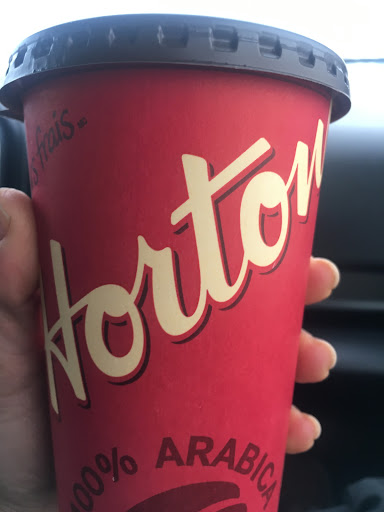 s frais.
Horton
100% ARABICA